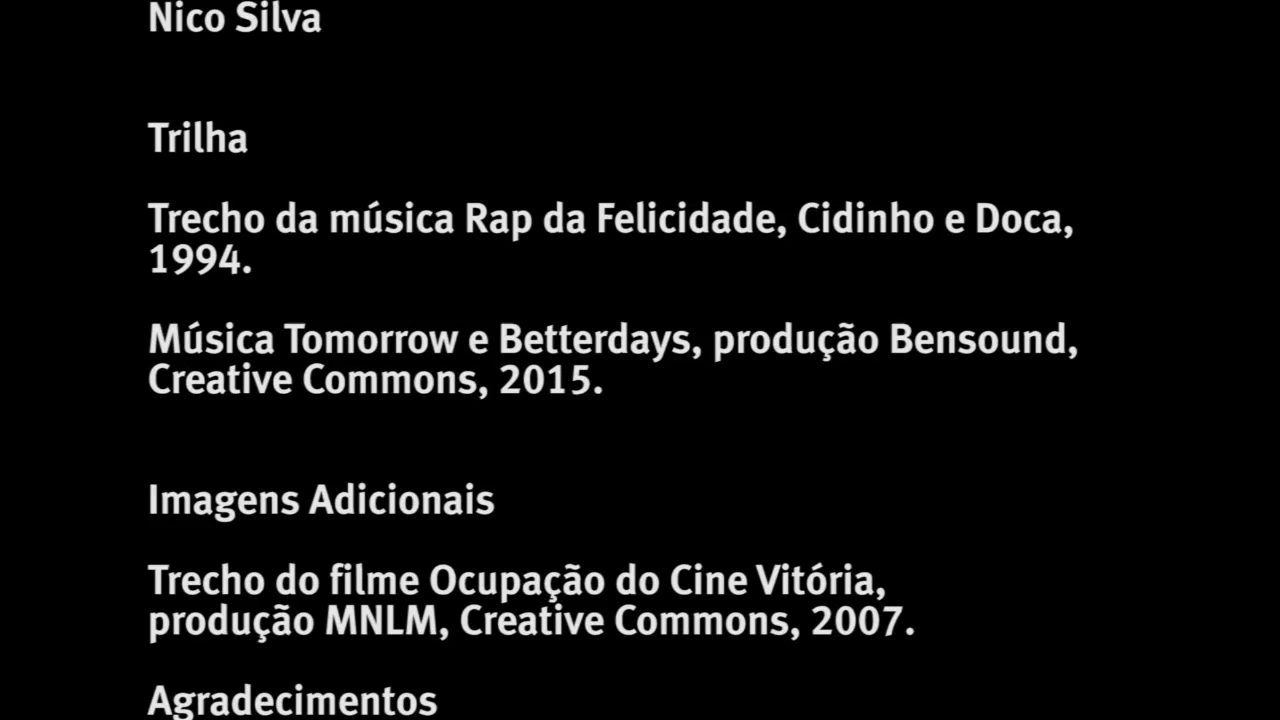 Nico Silva
Trilha
Trecho da música Rap da Felicidade, Cidinho e Doca,
1994.
Música Tomorrow e Betterdays, produção Bensound,
Creative Commons, 2015.
Imagens Adicionais
Trecho do filme Ocupação do Cine Vitória,
produção MNLM, Creative Commons, 2007.
Agradecimentos